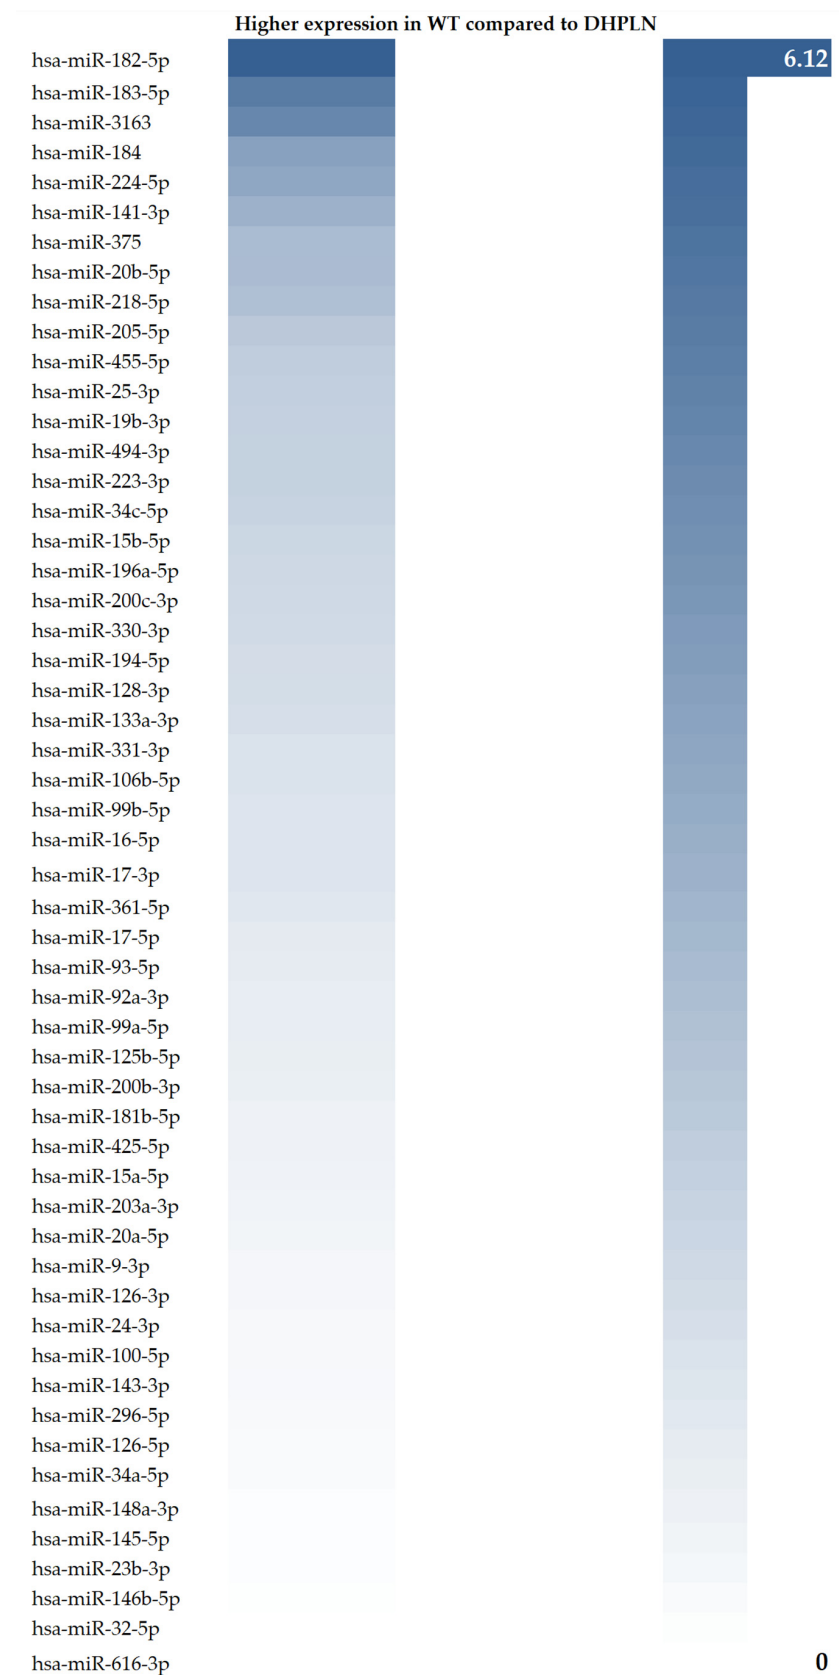 Higher expression in WT compared to DHPLN
hsa-miR-182-5p 6.12
hsa-miR-183-5p
hsa-miR-3163
hsa-miR-184
hsa-miR-224-5p
hsa-miR-141-3p
hsa-miR-375
hsa-miR-20b-5p
hsa-miR-218-5p
hsa-miR-205-5p
hsa-miR-455-5p
hsa-miR-25-3p
hsa-miR-19b-3p
hsa-miR-494-3p
hsa-miR-223-3p
hsa-miR-34c-5p
hsa-miR-15b-5p
hsa-miR-196a-5p
hsa-miR-200c-3p
hsa-miR-330-3p
hsa-miR-194-5p
hsa-miR-128-3p
hsa-miR-133a-3p
hsa-miR-331-3p
hsa-miR-106b-5p
hsa-miR-99b-5p
hsa-miR-16-5p
hsa-miR-17-3p
hsa-miR-361-5p
hsa-miR-17-5p
hsa-miR-93-5p
hsa-miR-92a-3p
hsa-miR-99a-5p
hsa-miR-125b-5p
hsa-miR-200b-3p
hsa-miR-181b-5p
hsa-miR-425-5p
hsa-miR-15a-5p
hsa-miR-203a-3p
hsa-miR-20a-5p
hsa-miR-9-3p
hsa-miR-126-3p
hsa-miR-24-3p
hsa-miR-100-5p
hsa-miR-143-3p
hsa-miR-296-5p
hsa-miR-126-5p
hsa-miR-34a-5p
hsa-miR-148a-3p
hsa-miR-145-5p
hsa-miR-23b-3p
hsa-miR-146b-5p
hsa-miR-32-5p
hsa-miR-616-3p 0